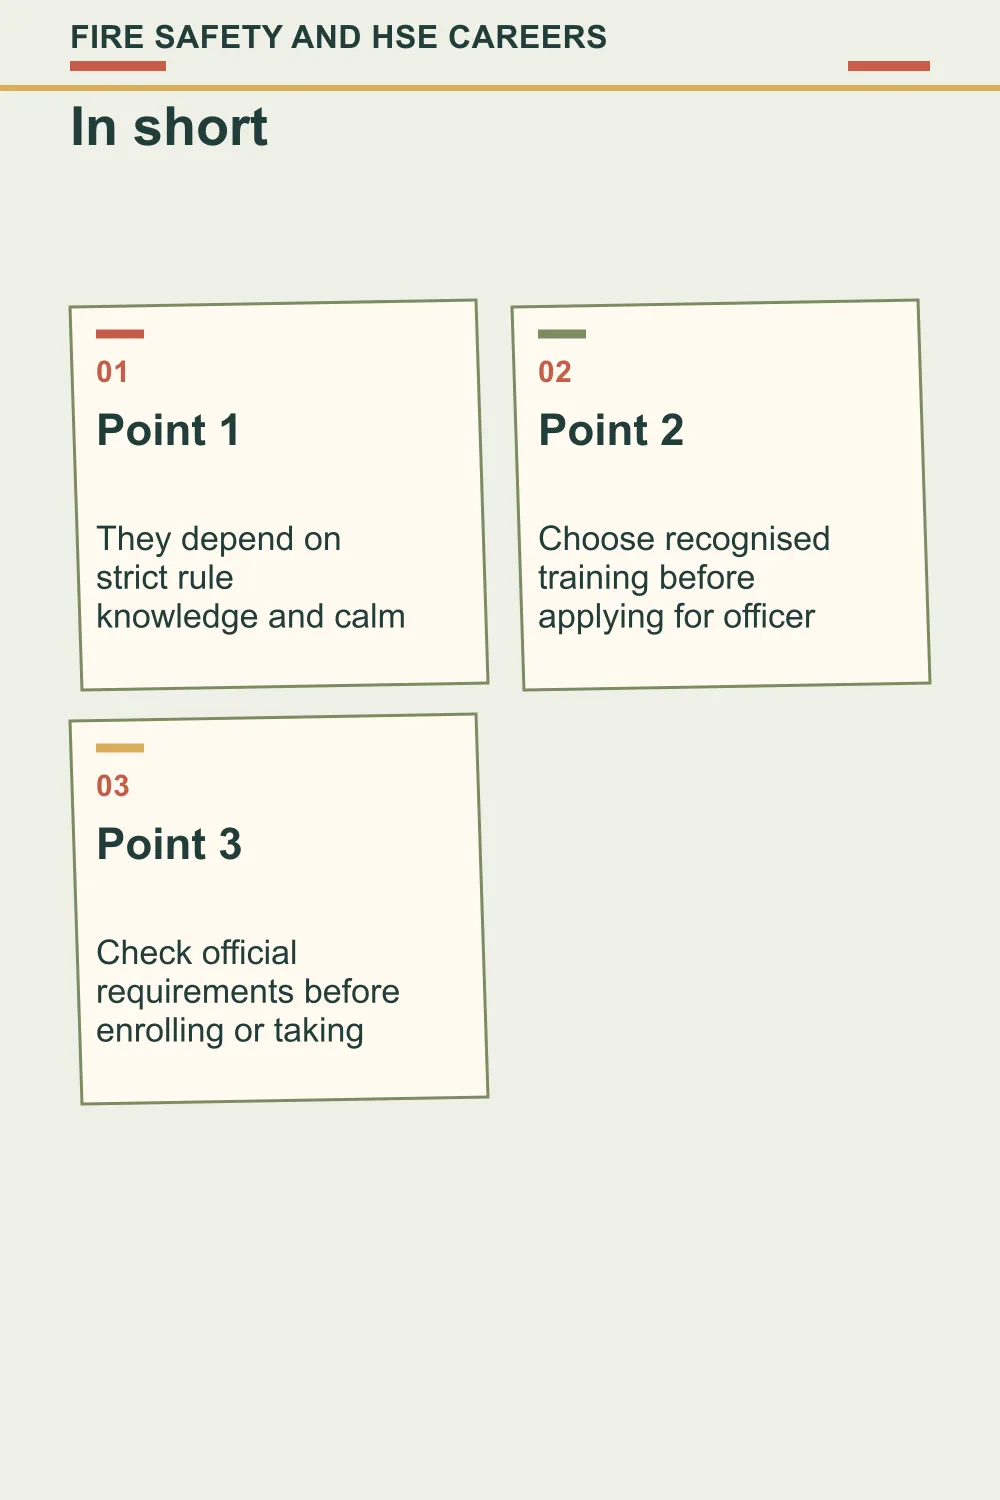 FIRE SAFETY AND HSE CAREERS
In short
01
Point 1
They depend on
strict rule
knowledge and calm
02
Point 2
Choose recognised
training before
applying for officer
03
Point 3
Check official
requirements before
enrolling or taking